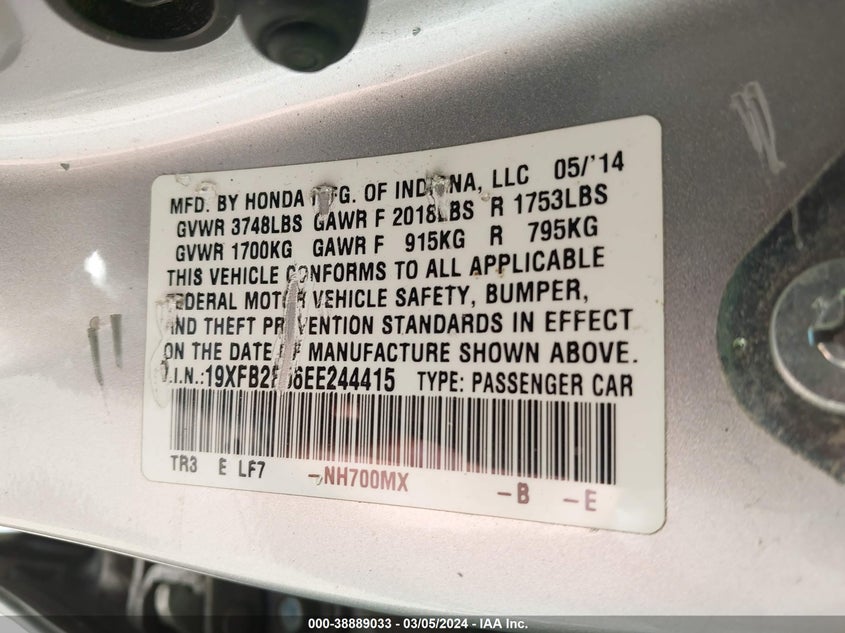 MFD. BY HONDA MFG. OF INDIANA, LLC 05/'14
GVWR 3748LBS GAWR F 2018LBS R 1753LBS
GVWR 1700KG GAWR F 915KG R 795KG
THIS VEHICLE CONFORMS TO ALL APPLICABLE
FEDERAL MOTOR VEHICLE SAFETY, BUMPER,
AND THEFT PREVENTION STANDARDS IN EFFECT
ON THE DATE OF MANUFACTURE SHOWN ABOVE.
V.I.N.: TYPE: PASSENGER CAR
TR3 E LF7 -NH700MX -B -E
000-38889033 - 03/05/2024 - IAA Inc.